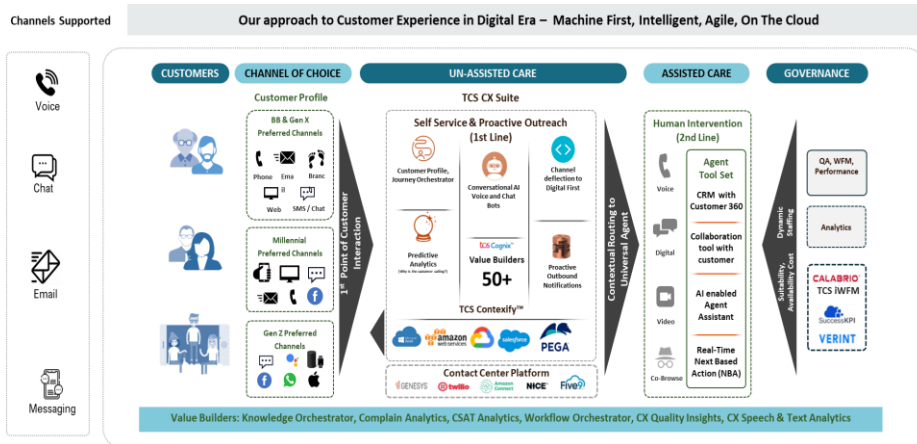 Channels Supported
Our approach to Customer Experience in Digital Era – Machine First, Intelligent, Agile, On The Cloud
Voice
Chat
Email
Messaging
CUSTOMERS
CHANNEL OF CHOICE
UN-ASSISTED CARE
ASSISTED CARE
GOVERNANCE
Customer Profile
BB & Gen X
Preferred Channels
Phone
Ema
Branc
Web
SMS / Chat
Millennial
Preferred Channels
Gen Z Preferred
Channels
1st Point of Customer
Interaction
TCS CX Suite
Self Service & Proactive Outreach
(1st Line)
Customer Profile,
Journey Orchestrator
Conversational AI
Voice and Chat
Bots
Channel
deflection to
Digital First
Predictive
Analytics
(Why is the customer calling?)
Cognix™
Value Builders
50+
Proactive
Outbound
Notifications
TCS Contexify™
amazon
web services
salesforce
PEGA
Contact Center Platform
GENESYS
twilio
Amazon
Connect
NICE
Five9
Contextual Routing to
Universal Agent
Human Intervention
(2nd Line)
Voice
Digital
Video
Co-Browse
Agent
Tool Set
CRM with
Customer 360
Collaboration
tool with
customer
AI enabled
Agent
Assistant
Real-Time
Next Based
Action (NBA)
Dynamic
Staffing
Suitability,
Availability Cost
QA, WFM,
Performance
Analytics
CALABRIO
TCS iWFM
SuccessKPI
VERINT
Value Builders: Knowledge Orchestrator, Complain Analytics, CSAT Analytics, Workflow Orchestrator, CX Quality Insights, CX Speech & Text Analytics